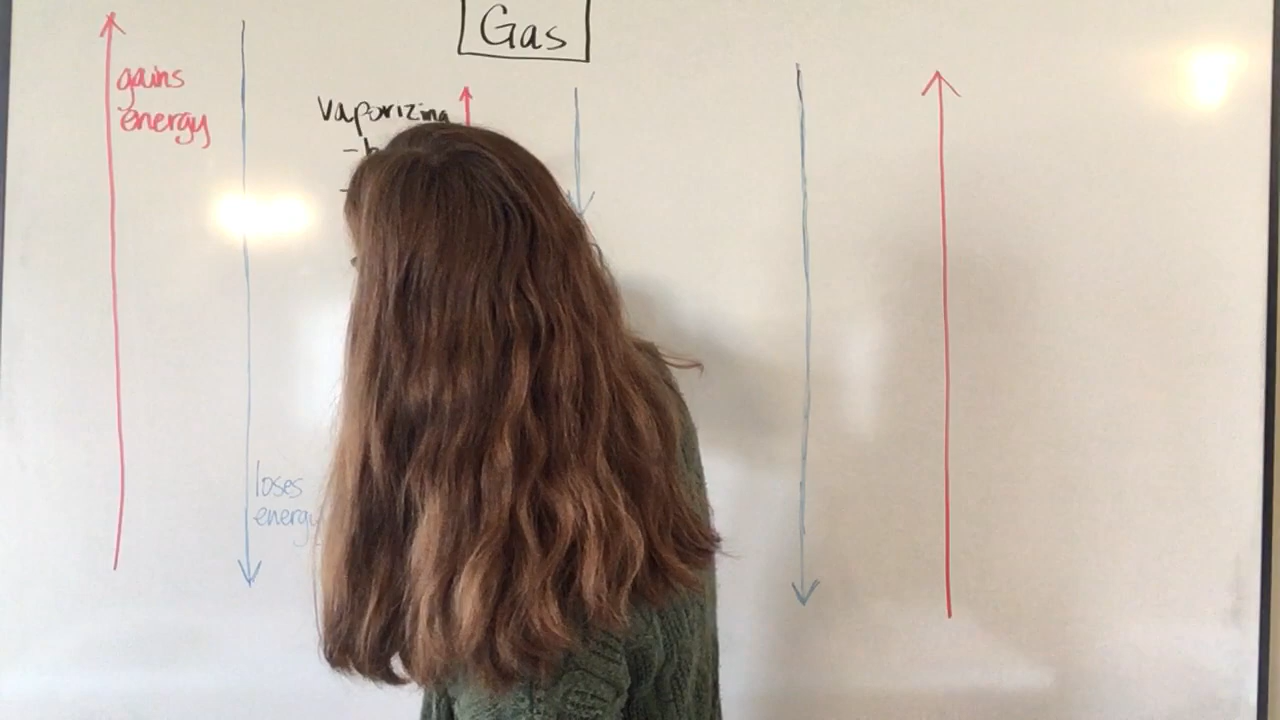 Gas
gains
energy
vaporizing
loses
energy